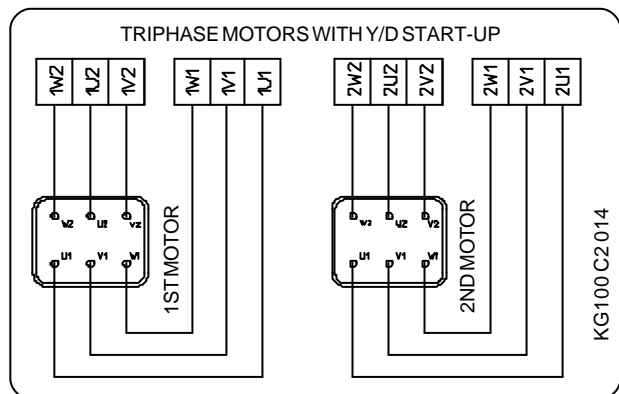 TRIPHASE MOTORS WITH Y/D START-UP
1W2 1U2 1V2 1W1 1V1 1U1
2W2 2U2 2V2 2W1 2V1 2U1
W2 U2 V2
U1 V1 W1
1ST MOTOR
W2 U2 V2
U1 V1 W1
2ND MOTOR
KG100 C2 014